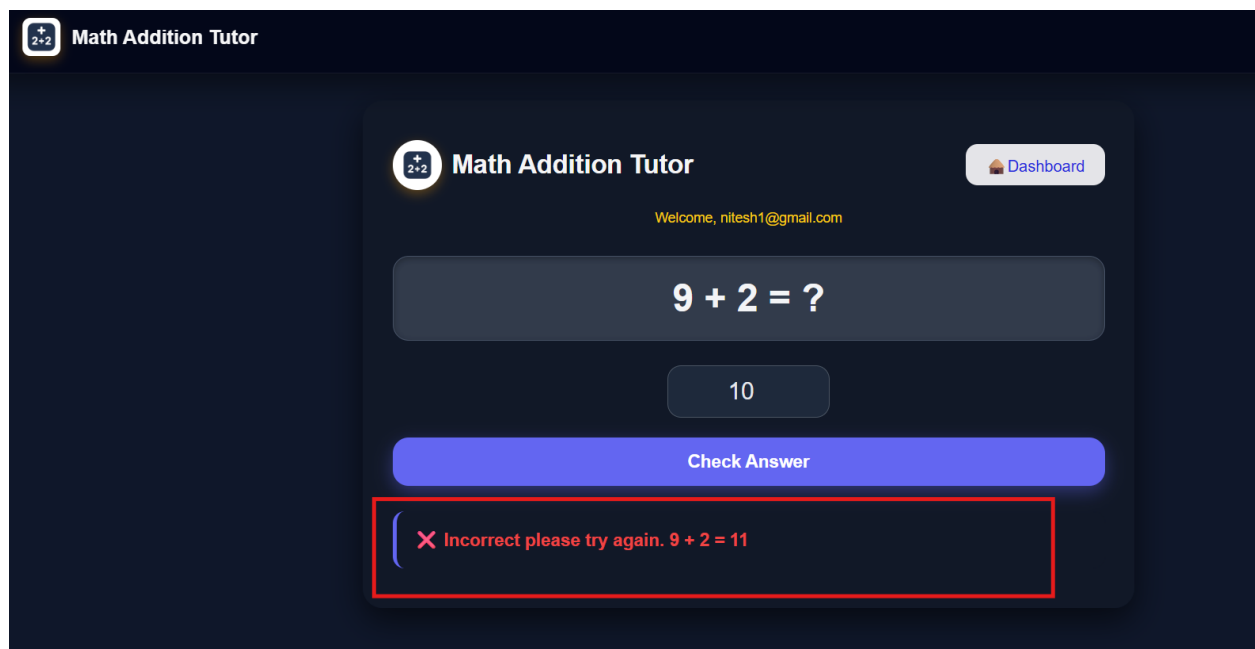 +
2+2
Math Addition Tutor
+
2+2
Math Addition Tutor
Dashboard
Welcome, nitesh1@gmail.com
9 + 2 = ?
10
Check Answer
❌ Incorrect please try again. 9 + 2 = 11